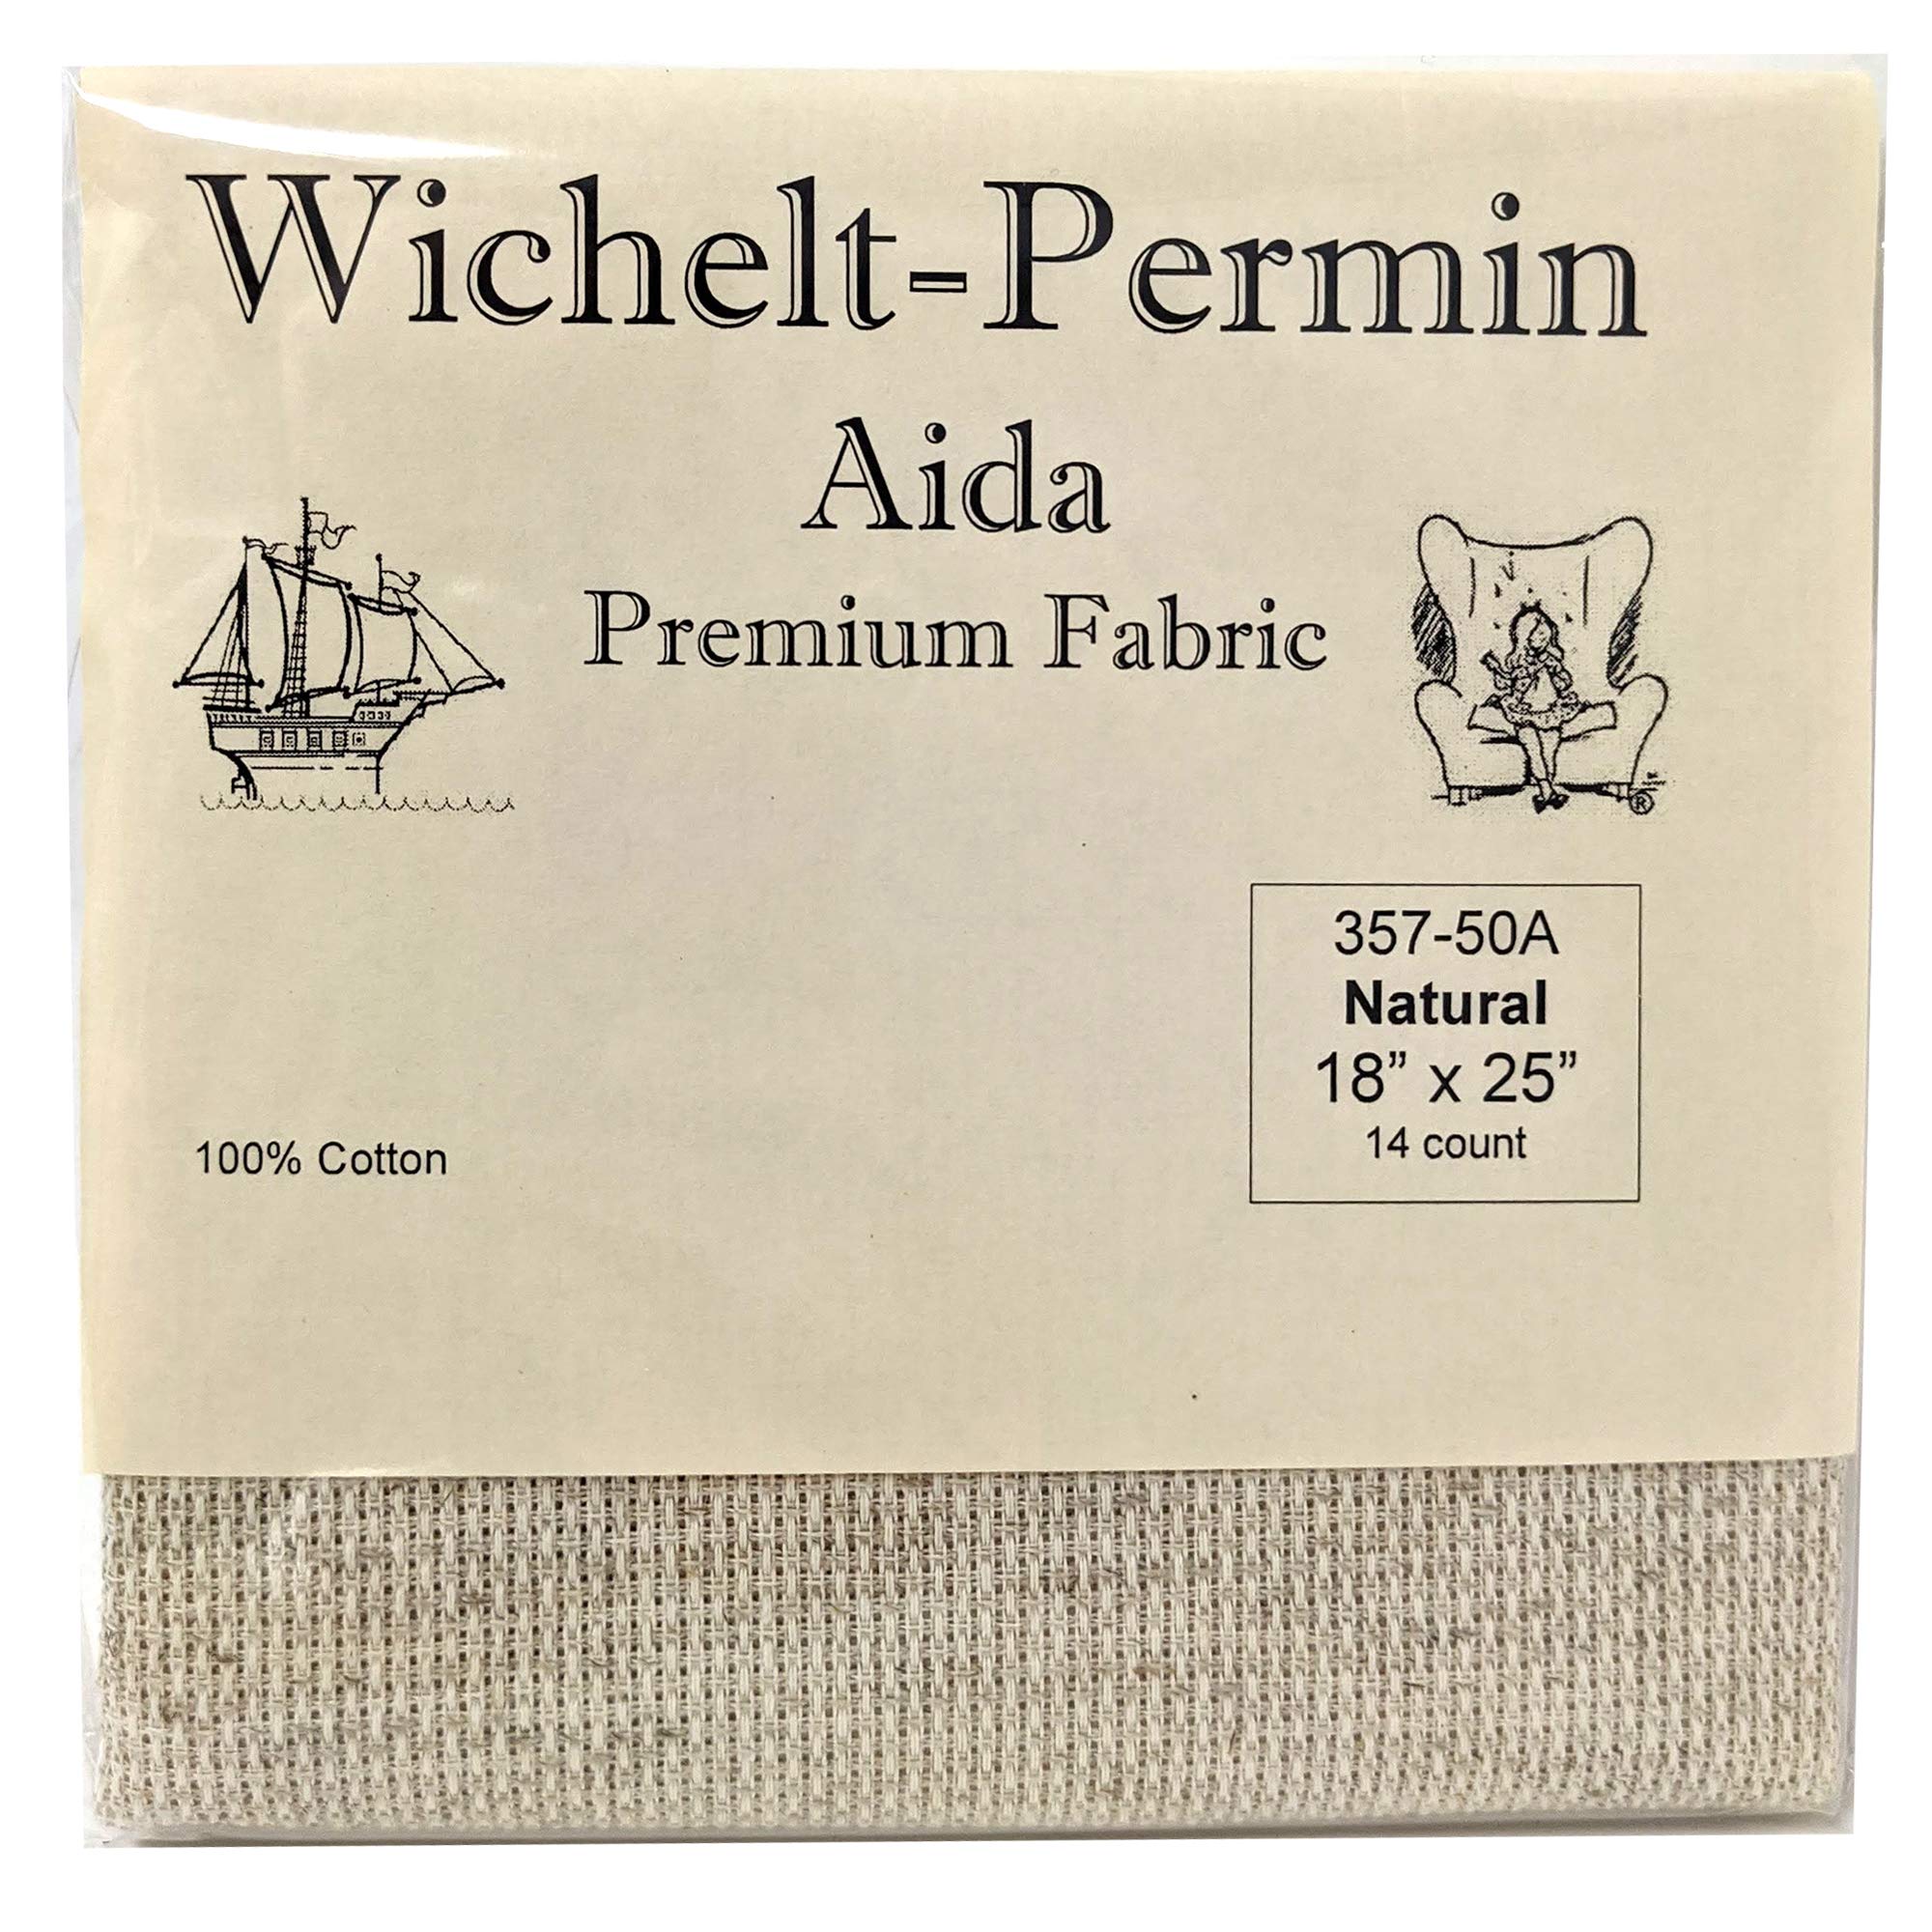 Wichelt-Permin
Aida
Premium Fabric
®
357-50A
Natural
18” x 25”
14 count
100% Cotton